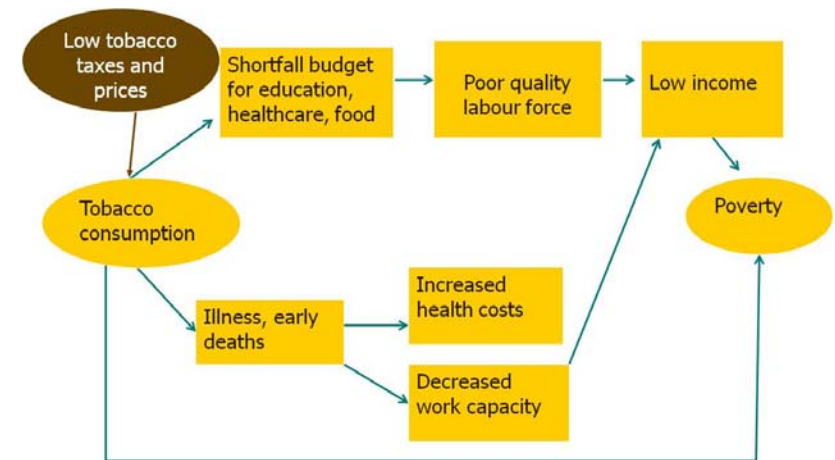 Low tobacco
taxes and
prices
Shortfall budget
for education,
healthcare, food
Poor quality
labour force
Low income
Tobacco
consumption
Poverty
Illness, early
deaths
Increased
health costs
Decreased
work capacity